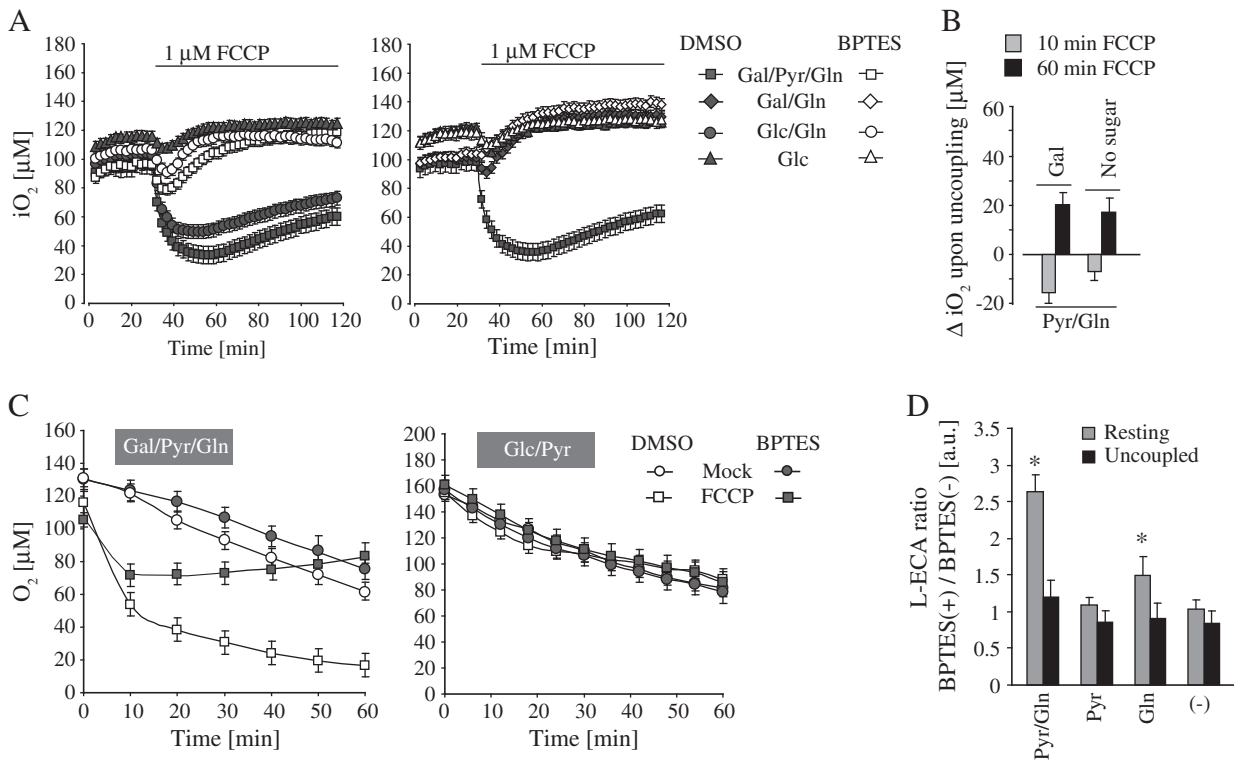 A
1 µM FCCP
1 µM FCCP
DMSO BPTES
Gal/Pyr/Gln
Gal/Gln
Glc/Gln
Glc
iO2 [µM]
180
160
140
120
100
80
60
40
20
0
0 20 40 60 80 100 120
Time [min]
180
160
140
120
100
80
60
40
20
0
0 20 40 60 80 100 120
Time [min]
B
10 min FCCP
60 min FCCP
Δ iO2 upon uncoupling [µM]
60
40
20
0
-20
Gal
No sugar
Pyr/Gln
C
Gal/Pyr/Gln
O2 [µM]
160
140
120
100
80
60
40
20
0
0 10 20 30 40 50 60
Time [min]
Glc/Pyr
DMSO BPTES
Mock
FCCP
200
180
160
140
120
100
80
60
40
20
0
0 10 20 30 40 50 60
Time [min]
D
Resting
Uncoupled
L-ECA ratio
BPTES(+) / BPTES(-) [a.u.]
3.5
3
2.5
2
1.5
1
0.5
0
*
*
Pyr/Gln
Pyr
Gln
(-)